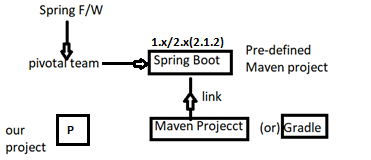 Spring F/W
1.x/2.x(2.1.2)
pivotal team
Spring Boot
Pre-defined
Maven project
link
our
project
P
Maven Projecct
(or) Gradle